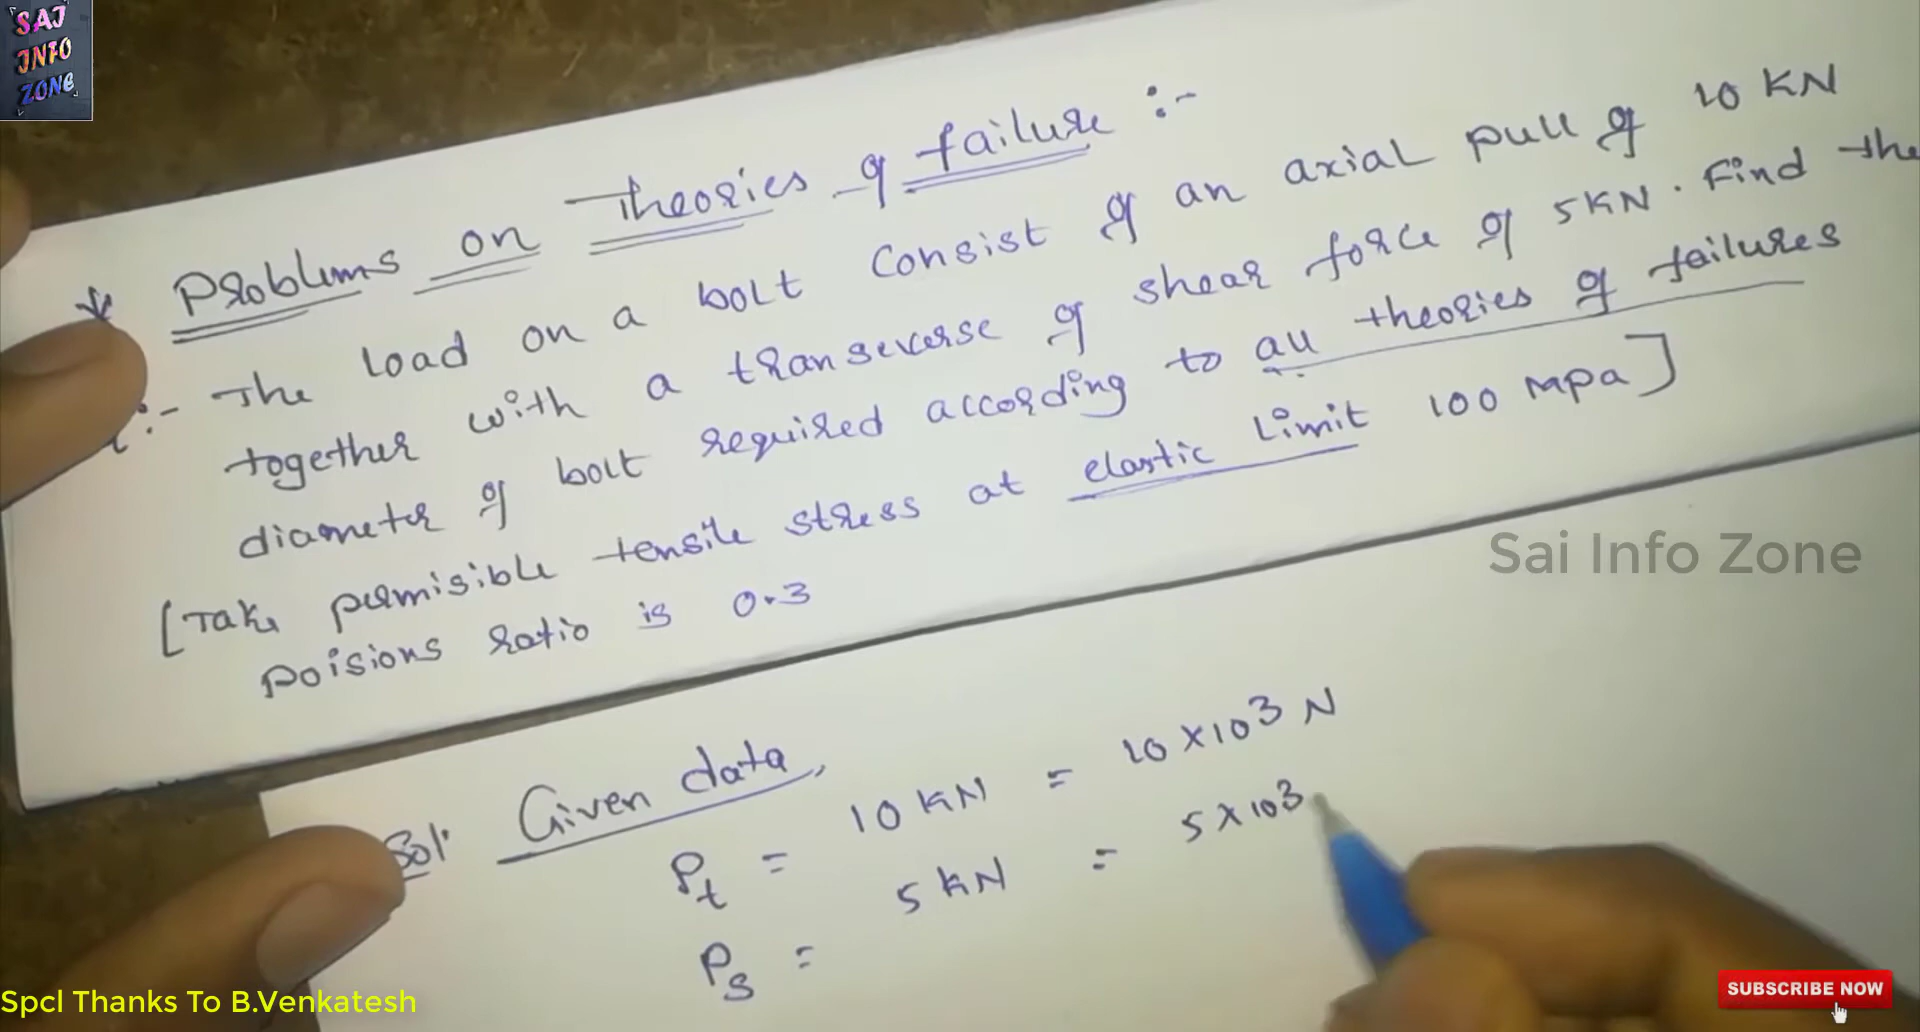 SAI
INFO
ZONE
* Problems on Theories of failure :-
1:- The load on a bolt consist of an axial pull of 10 KN
together with a transeverse of shear force of 5KN. Find the
diameter of bolt required according to all theories of failures
[Take permisible tensile stress at elastic limit 100 Mpa]
poisions ratio is 0.3
Sai Info Zone
Sol: Given data,
Pt = 10 KN = 10 × 10³ N
Ps = 5 KN = 5 × 10³
Spcl Thanks To B.Venkatesh
SUBSCRIBE NOW